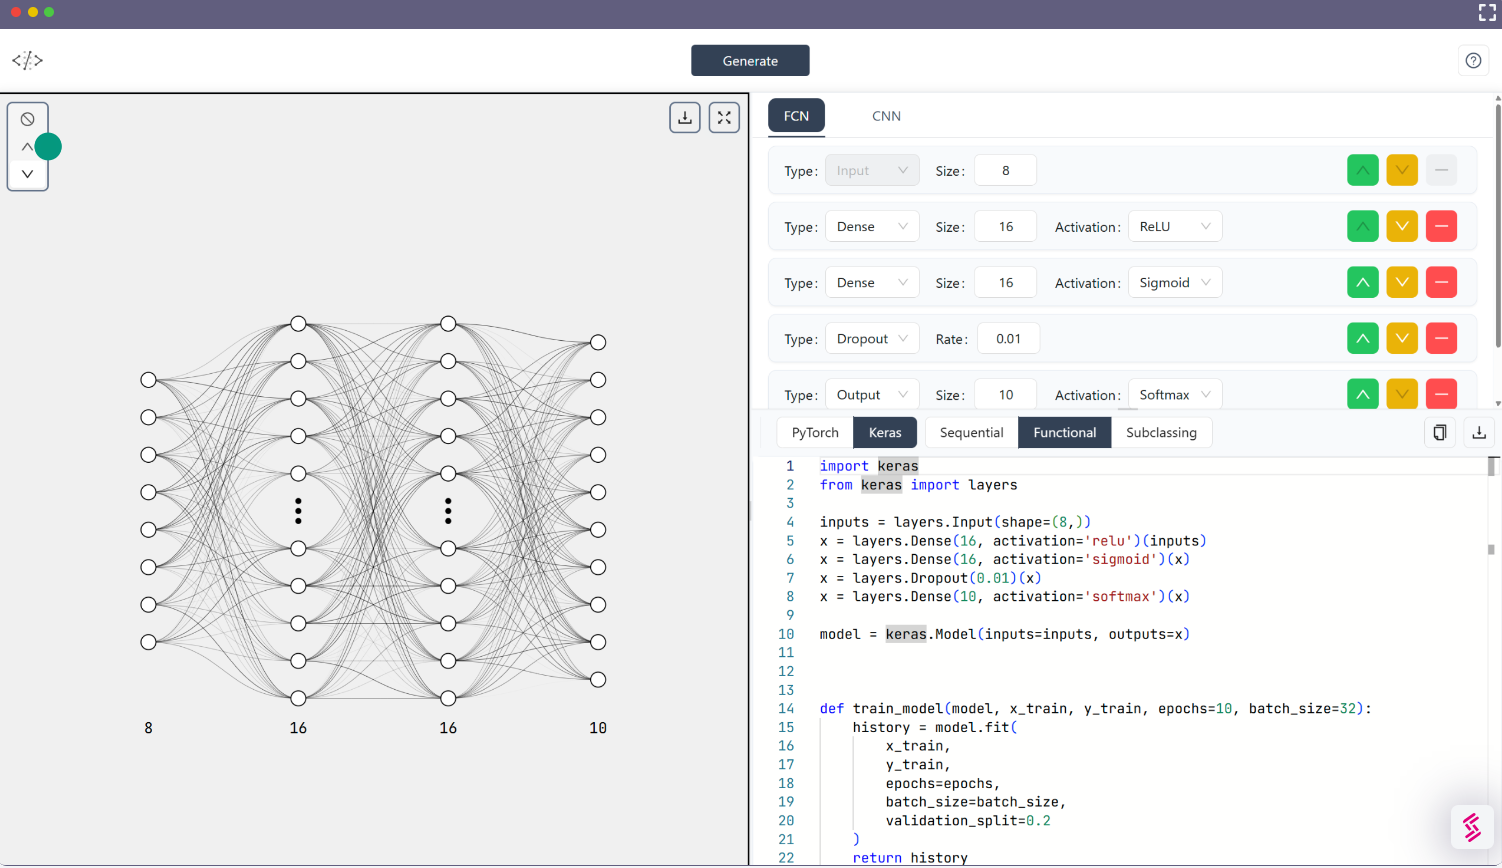 Generate
FCN CNN
Type: Input Size: 8
Type: Dense Size: 16 Activation: ReLU
Type: Dense Size: 16 Activation: Sigmoid
Type: Dropout Rate: 0.01
Type: Output Size: 10 Activation: Softmax
PyTorch Keras Sequential Functional Subclassing
1 import keras
2 from keras import layers
3
4 inputs = layers.Input(shape=(8,))
5 x = layers.Dense(16, activation='relu')(inputs)
6 x = layers.Dense(16, activation='sigmoid')(x)
7 x = layers.Dropout(0.01)(x)
8 x = layers.Dense(10, activation='softmax')(x)
9
10 model = keras.Model(inputs=inputs, outputs=x)
11
12
13
14 def train_model(model, x_train, y_train, epochs=10, batch_size=32):
15 history = model.fit(
16 x_train,
17 y_train,
18 epochs=epochs,
19 batch_size=batch_size,
20 validation_split=0.2
21 )
22 return history
8 16 16 10